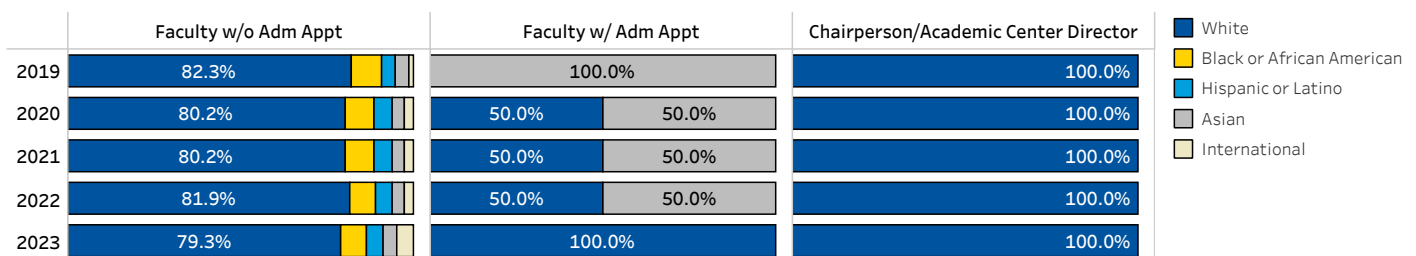 Faculty w/o Adm Appt Faculty w/ Adm Appt Chairperson/Academic Center Director
2019 82.3% 100.0% 100.0%
2020 80.2% 50.0% 50.0% 100.0%
2021 80.2% 50.0% 50.0% 100.0%
2022 81.9% 50.0% 50.0% 100.0%
2023 79.3% 100.0% 100.0%
White
Black or African American
Hispanic or Latino
Asian
International